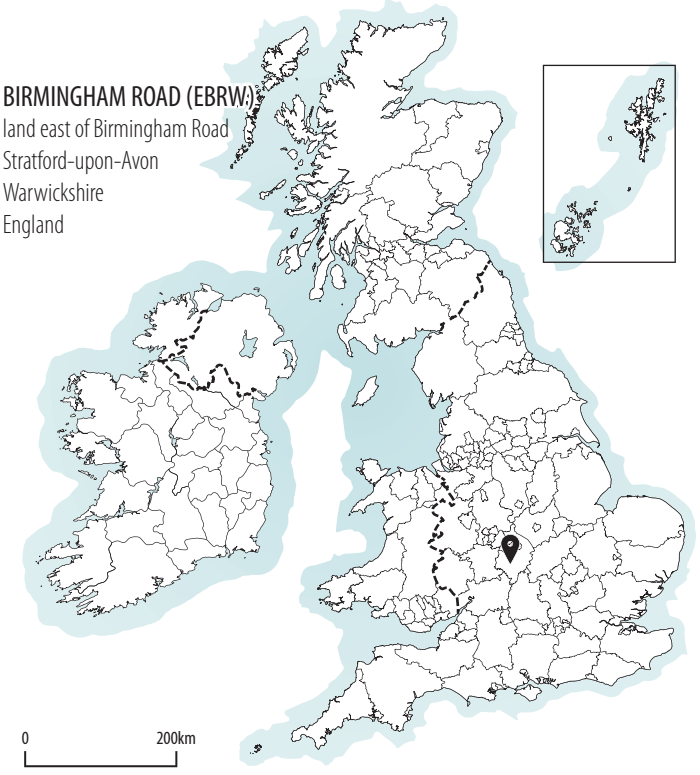 BIRMINGHAM ROAD (EBRW)
land east of Birmingham Road
Stratford-upon-Avon
Warwickshire
England
0 200km